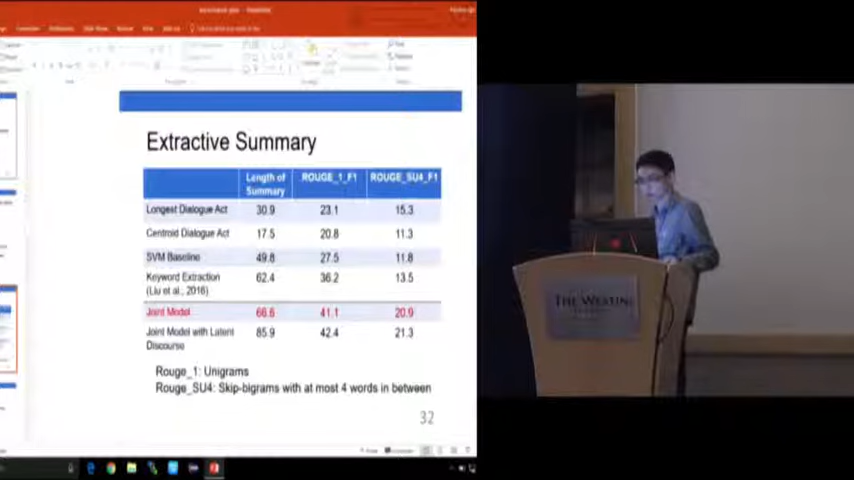 Extractive Summary
Length of Summary ROUGE_1_F1 ROUGE_SU4_F1
Longest Dialogue Act 30.9 23.1 15.3
Centroid Dialogue Act 17.5 20.8 11.3
SVM Baseline 49.8 27.5 11.8
Keyword Extraction (Liu et al., 2016) 62.4 36.2 13.5
Joint Model 66.6 41.1 20.9
Joint Model with Latent Discourse 85.9 42.4 21.3
Rouge_1: Unigrams
Rouge_SU4: Skip-bigrams with at most 4 words in between
32
THE WESTIN